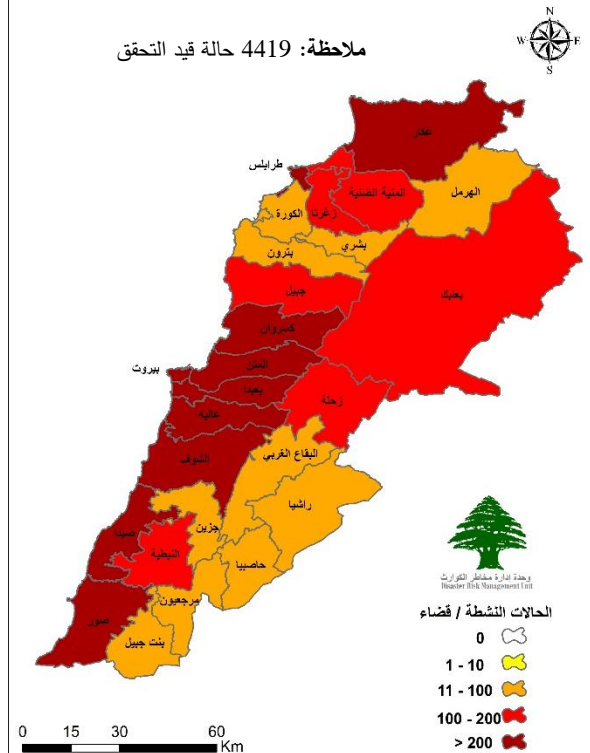 ملاحظة: 4419 حالة قيد التحقق
N
W E
S
عكار
طرابلس
المنية الضنية
الهرمل
زغرتا
الكورة
بشري
بترون
بعلبك
جبيل
كسروان
المتن
بيروت
بعبدا
زحلة
عاليه
الشوف
البقاع الغربي
راشيا
جزين
صيدا
النبطية
حاصبيا
مرجعيون
صور
بنت جبيل
وحدة إدارة مخاطر الكوارث
Disaster Risk Management Unit
الحالات النشطة / قضاء
0
1 - 10
11 - 100
100 - 200
> 200
0 15 30 60
Km